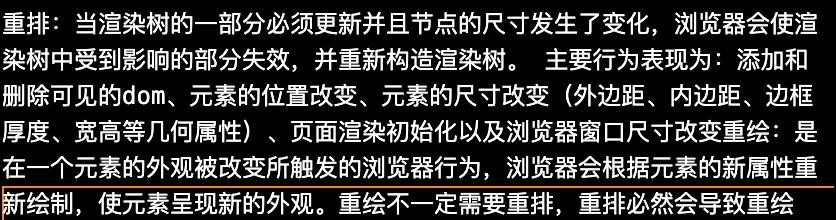 重排：当渲染树的一部分必须更新并且节点的尺寸发生了变化，浏览器会使渲
染树中受到影响的部分失效，并重新构造渲染树。 主要行为表现为：添加和
删除可见的dom、元素的位置改变、元素的尺寸改变（外边距、内边距、边框
厚度、宽高等几何属性）、页面渲染初始化以及浏览器窗口尺寸改变重绘：是
在一个元素的外观被改变所触发的浏览器行为，浏览器会根据元素的新属性重
新绘制，使元素呈现新的外观。重绘不一定需要重排，重排必然会导致重绘